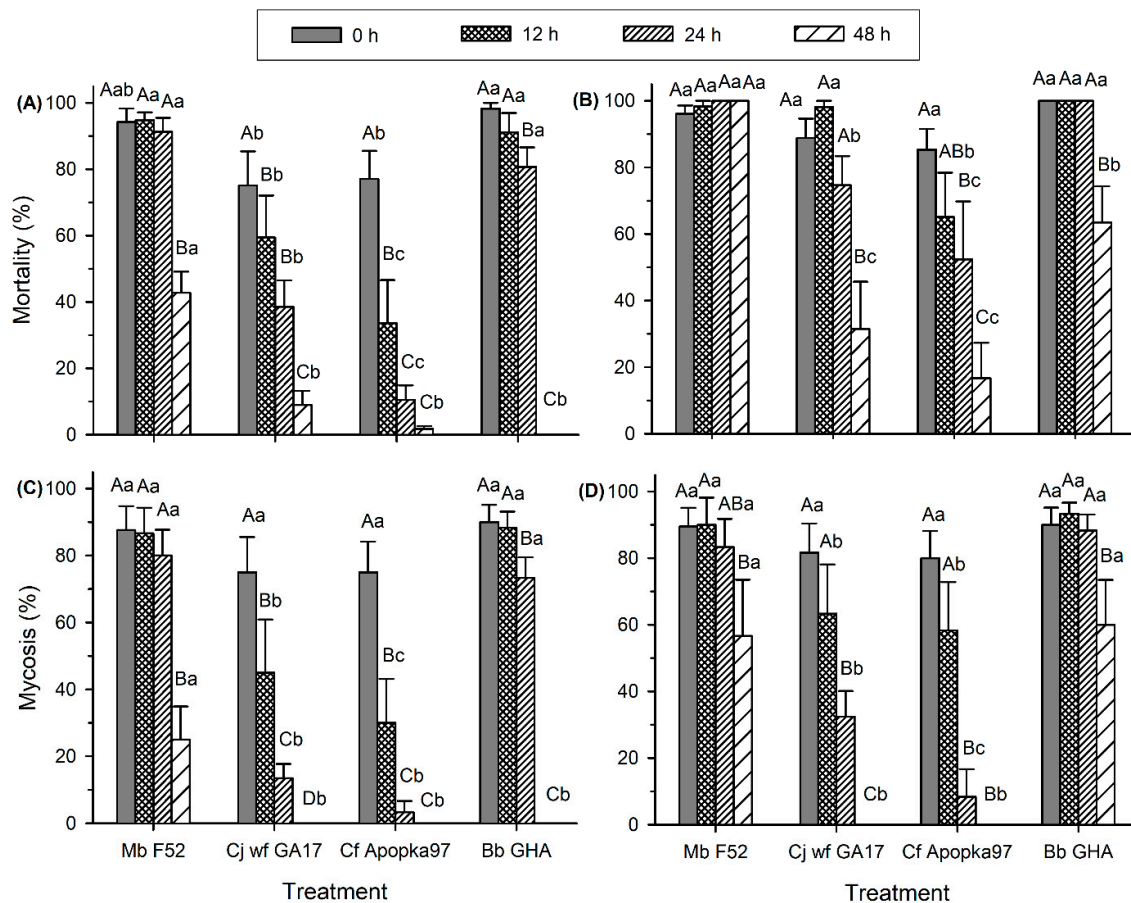 0 h 12 h 24 h 48 h
(A)
Mortality (%)
100
80
60
40
20
0
Aab Aa Aa Ba
Ab Bb Bb Cb
Ab Bc Cc Cb
Aa Aa Ba Cb
(B)
100
80
60
40
20
0
Aa Aa Aa Aa
Aa Aa Ab Bc
Aa ABb Bc Cc
Aa Aa Aa Bb
(C)
Mycosis (%)
100
80
60
40
20
0
Aa Aa Aa Ba
Aa Bb Cb Db
Aa Bc Cb Cb
Aa Aa Ba Cb
Mb F52 Cj wf GA17 Cf Apopka97 Bb GHA
Treatment
(D)
100
80
60
40
20
0
Aa Aa ABa Ba
Aa Ab Bb Cb
Aa Ab Bc Bb
Aa Aa Aa Ba
Mb F52 Cj wf GA17 Cf Apopka97 Bb GHA
Treatment